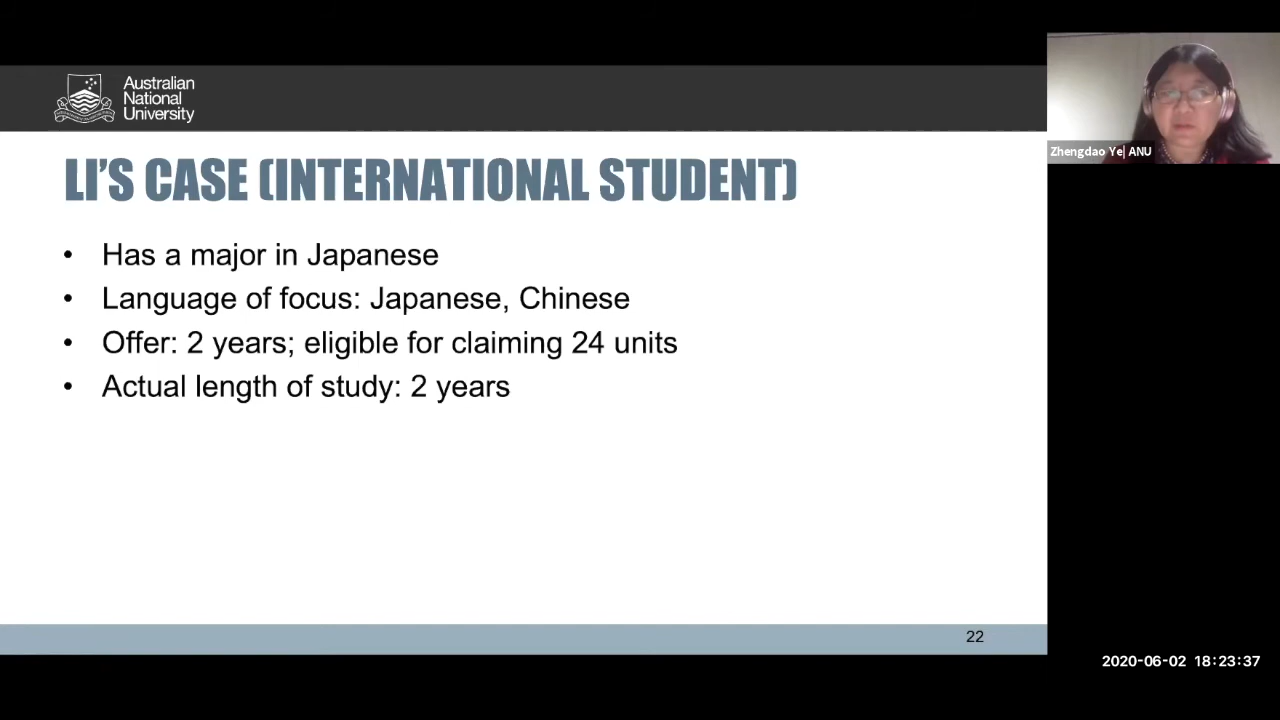 Australian
National
University
Zhengdao Ye| ANU
LI'S CASE (INTERNATIONAL STUDENT)
• Has a major in Japanese
• Language of focus: Japanese, Chinese
• Offer: 2 years; eligible for claiming 24 units
• Actual length of study: 2 years
22
2020-06-02 18:23:37